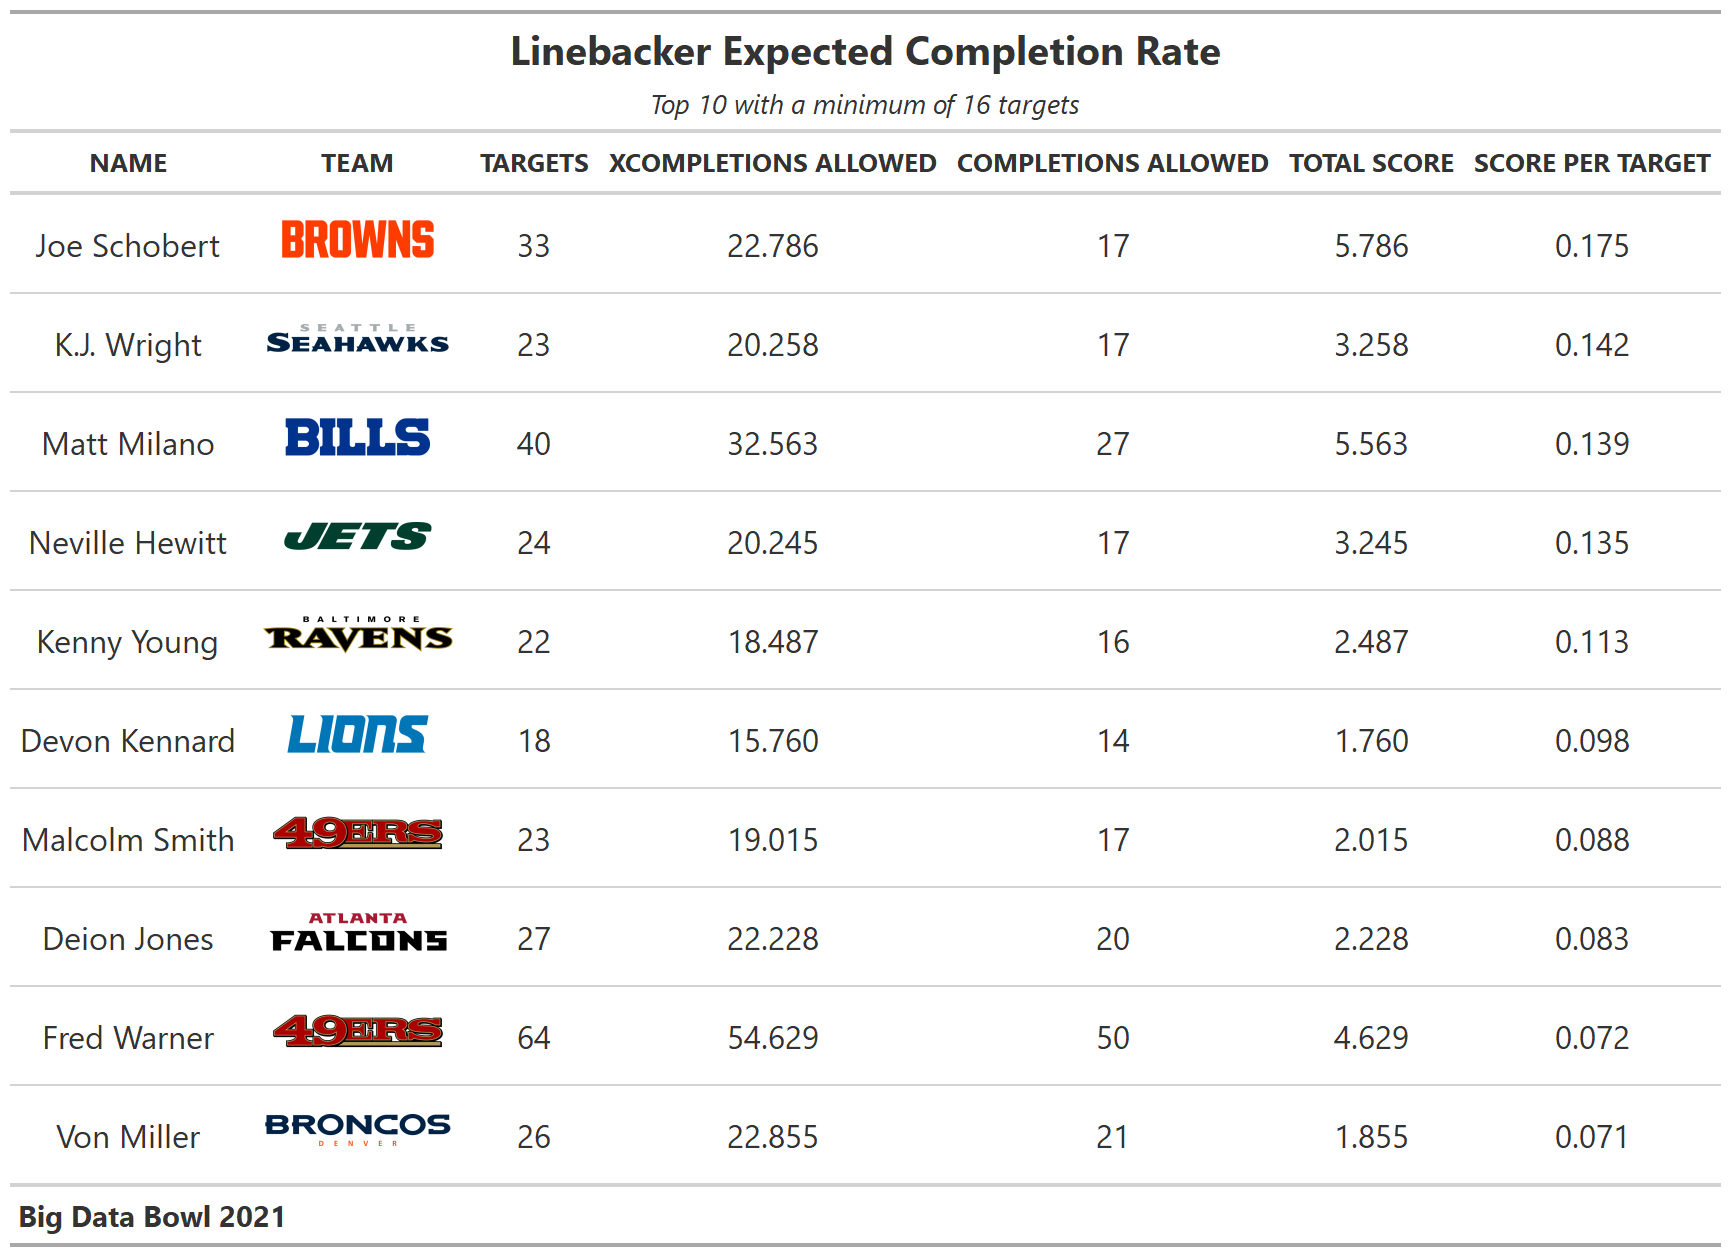 Linebacker Expected Completion Rate
Top 10 with a minimum of 16 targets
NAME TEAM TARGETS XCOMPLETIONS ALLOWED COMPLETIONS ALLOWED TOTAL SCORE SCORE PER TARGET
Joe Schobert BROWNS 33 22.786 17 5.786 0.175
K.J. Wright SEATTLE SEAHAWKS 23 20.258 17 3.258 0.142
Matt Milano BILLS 40 32.563 27 5.563 0.139
Neville Hewitt JETS 24 20.245 17 3.245 0.135
Kenny Young BALTIMORE RAVENS 22 18.487 16 2.487 0.113
Devon Kennard LIONS 18 15.760 14 1.760 0.098
Malcolm Smith 49ERS 23 19.015 17 2.015 0.088
Deion Jones ATLANTA FALCONS 27 22.228 20 2.228 0.083
Fred Warner 49ERS 64 54.629 50 4.629 0.072
Von Miller BRONCOS DENVER 26 22.855 21 1.855 0.071
Big Data Bowl 2021